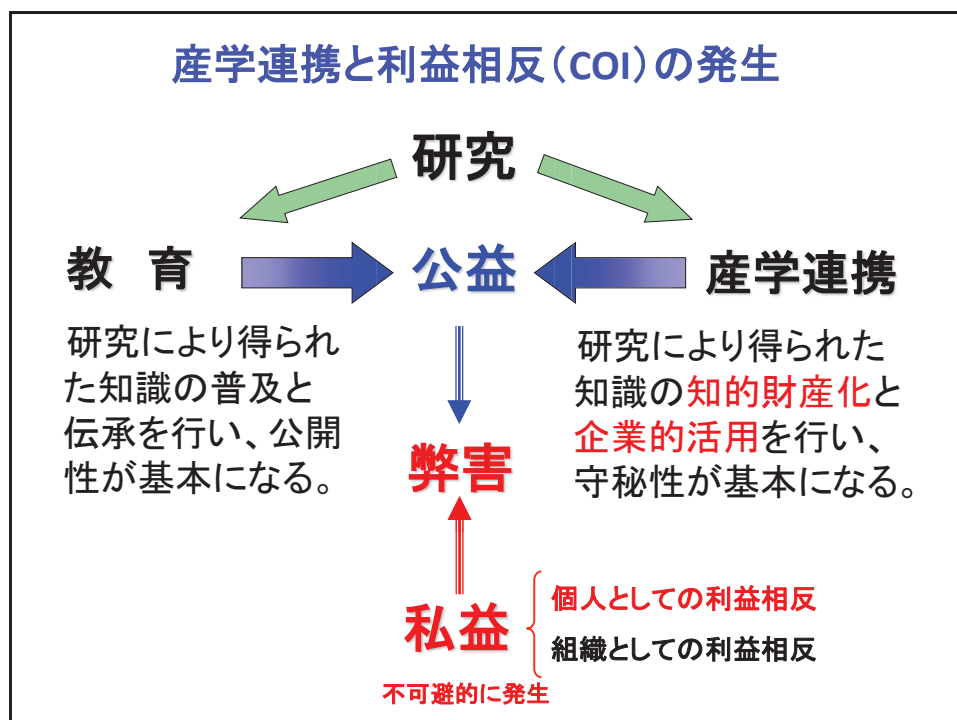 産学連携と利益相反(COI)の発生
研究
教　育
公益
産学連携
研究により得られ
た知識の普及と
伝承を行い、公開
性が基本になる。
研究により得られた
知識の知的財産化と
企業的活用を行い、
守秘性が基本になる。
弊害
私益
個人としての利益相反
組織としての利益相反
不可避的に発生